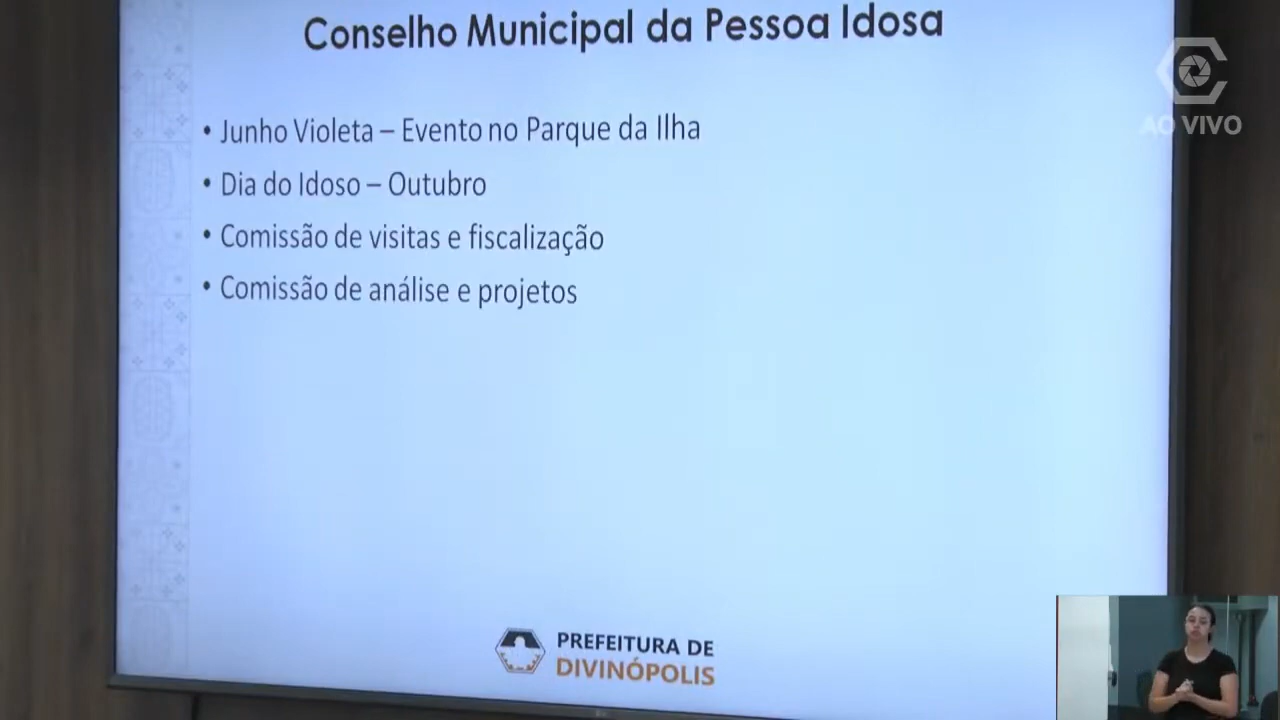 Conselho Municipal da Pessoa Idosa
AO VIVO
• Junho Violeta – Evento no Parque da Ilha
• Dia do Idoso – Outubro
• Comissão de visitas e fiscalização
• Comissão de análise e projetos
PREFEITURA DE
DIVINÓPOLIS